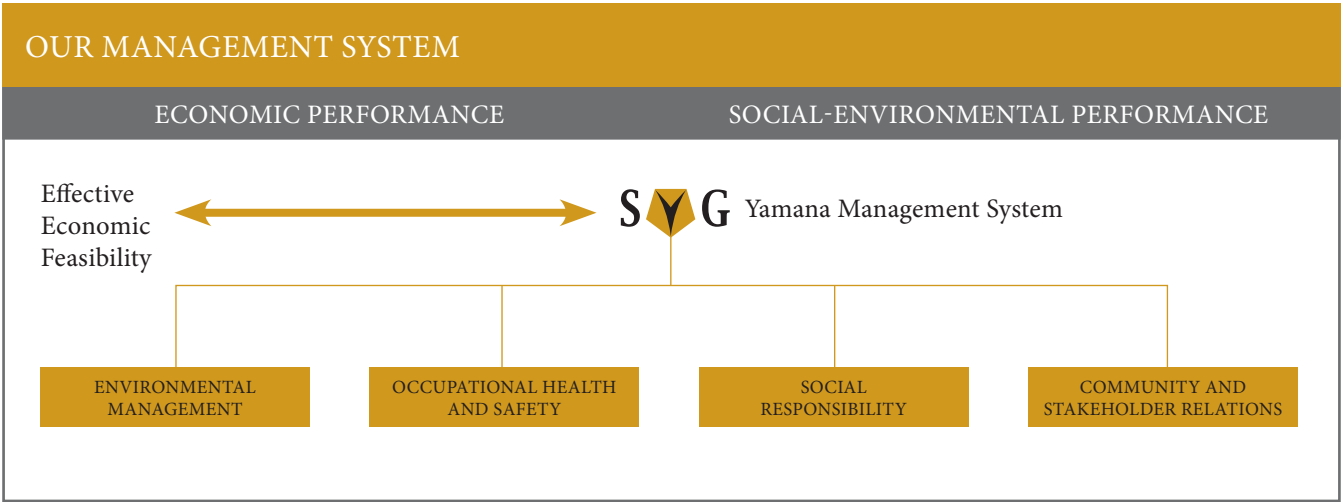 OUR MANAGEMENT SYSTEM
ECONOMIC PERFORMANCE
SOCIAL-ENVIRONMENTAL PERFORMANCE
Effective
Economic
Feasibility
SYG Yamana Management System
ENVIRONMENTAL
MANAGEMENT
OCCUPATIONAL HEALTH
AND SAFETY
SOCIAL
RESPONSIBILITY
COMMUNITY AND
STAKEHOLDER RELATIONS